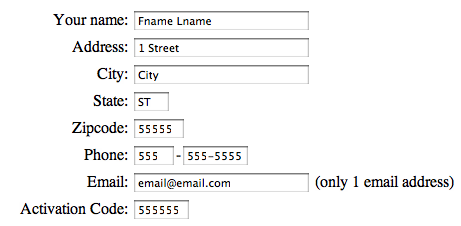 Your name: Fname Lname
Address: 1 Street
City: City
State: ST
Zipcode: 55555
Phone: 555 - 555-5555
Email: email@email.com (only 1 email address)
Activation Code: 555555